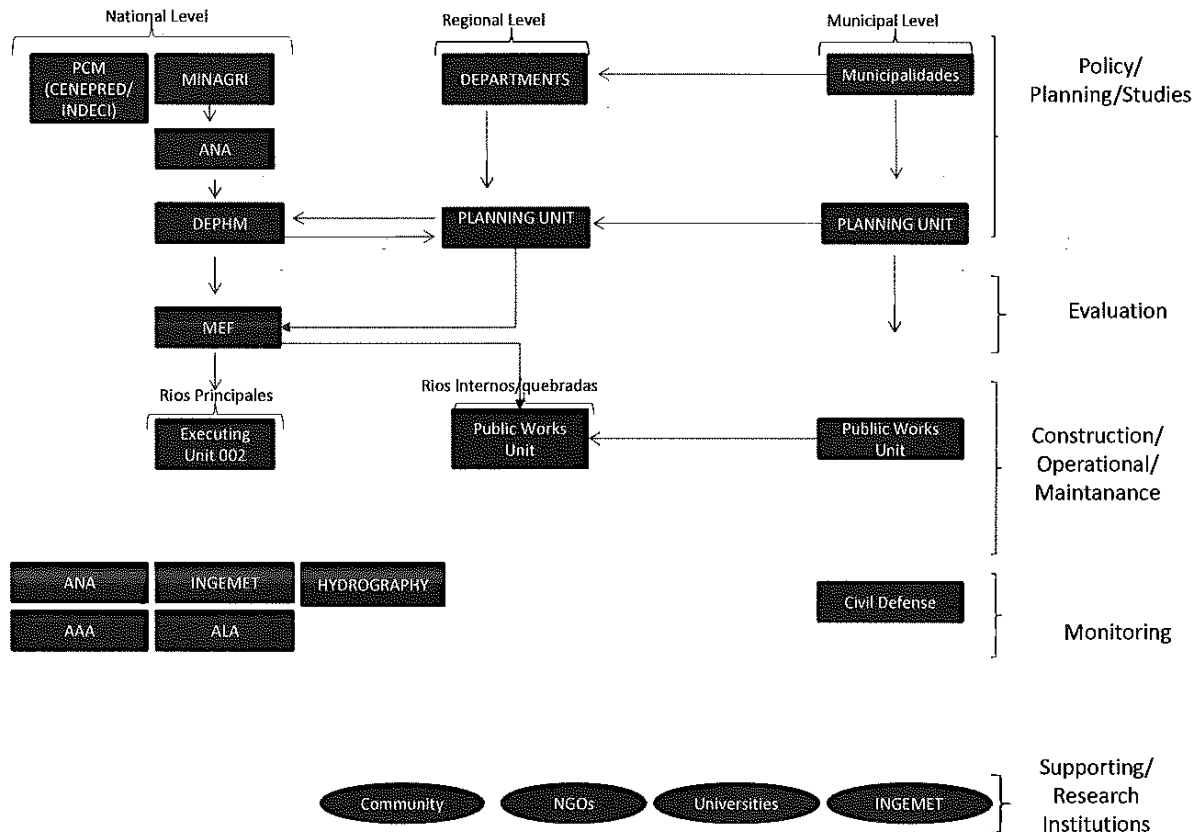 National Level
Regional Level
Municipal Level
PCM
(CENEPRED/
INDECI)
MINAGRI
DEPARTMENTS
Municipalidades
Policy/
Planning/Studies
ANA
DEPHM
PLANNING UNIT
PLANNING UNIT
MEF
Evaluation
Rios Principales
Rios Internos/quebradas
Executing
Unit 002
Public Works
Unit
Public Works
Unit
Construction/
Operational/
Maintanance
ANA
INGEMET
HYDROGRAPHY
Civil Defense
AAA
ALA
Monitoring
Community
NGOs
Universities
INGEMET
Supporting/
Research
Institutions